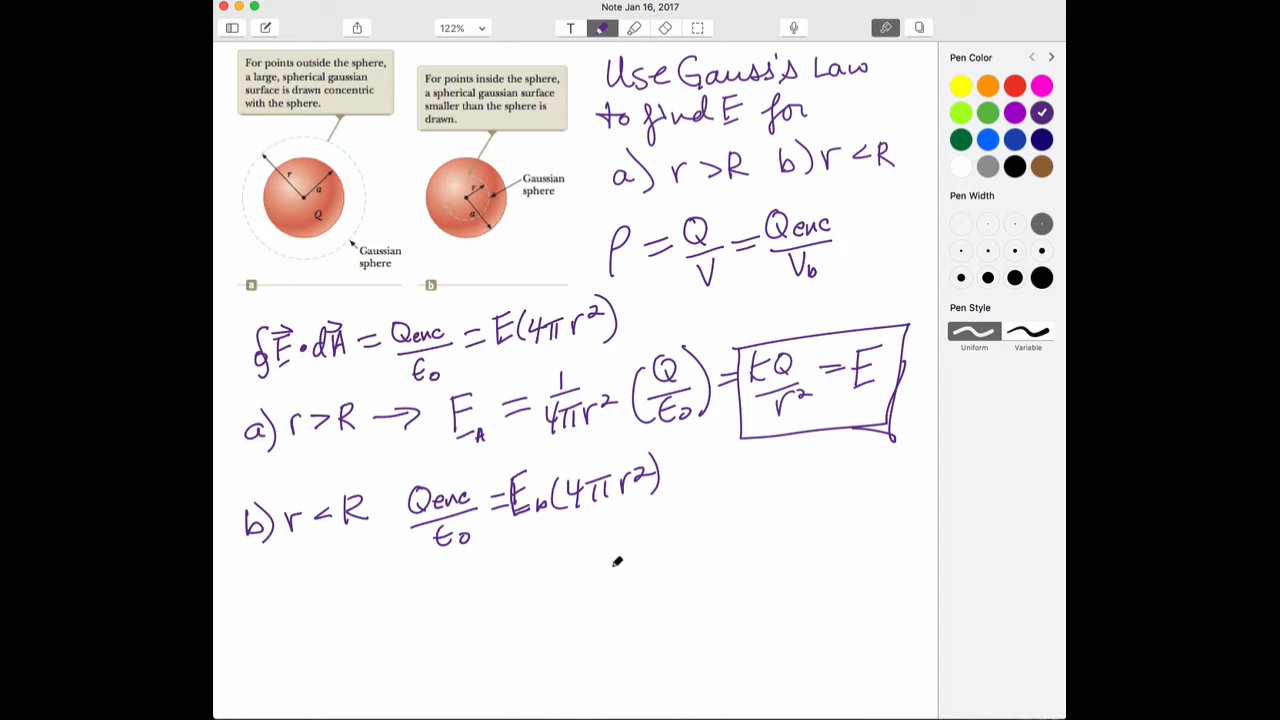 Note Jan 16, 2017
122%
T
For points outside the sphere,
a large, spherical gaussian
surface is drawn concentric
with the sphere.
For points inside the sphere,
a spherical gaussian surface
smaller than the sphere is
drawn.
r
a
Q
Gaussian
sphere
a
r
a
Gaussian
sphere
b
Use Gauss's Law
to find E for
a) r > R b) r < R
ρ = Q/V = Qenc/Vb
∮E⃗ • dA⃗ = Qenc/ε0 = E(4πr²)
a) r > R → E_A = 1/4πr² (Q/ε0) = kQ/r² = E
b) r < R Qenc/ε0 = E_b(4πr²)
Pen Color
Pen Width
Pen Style
Uniform Variable